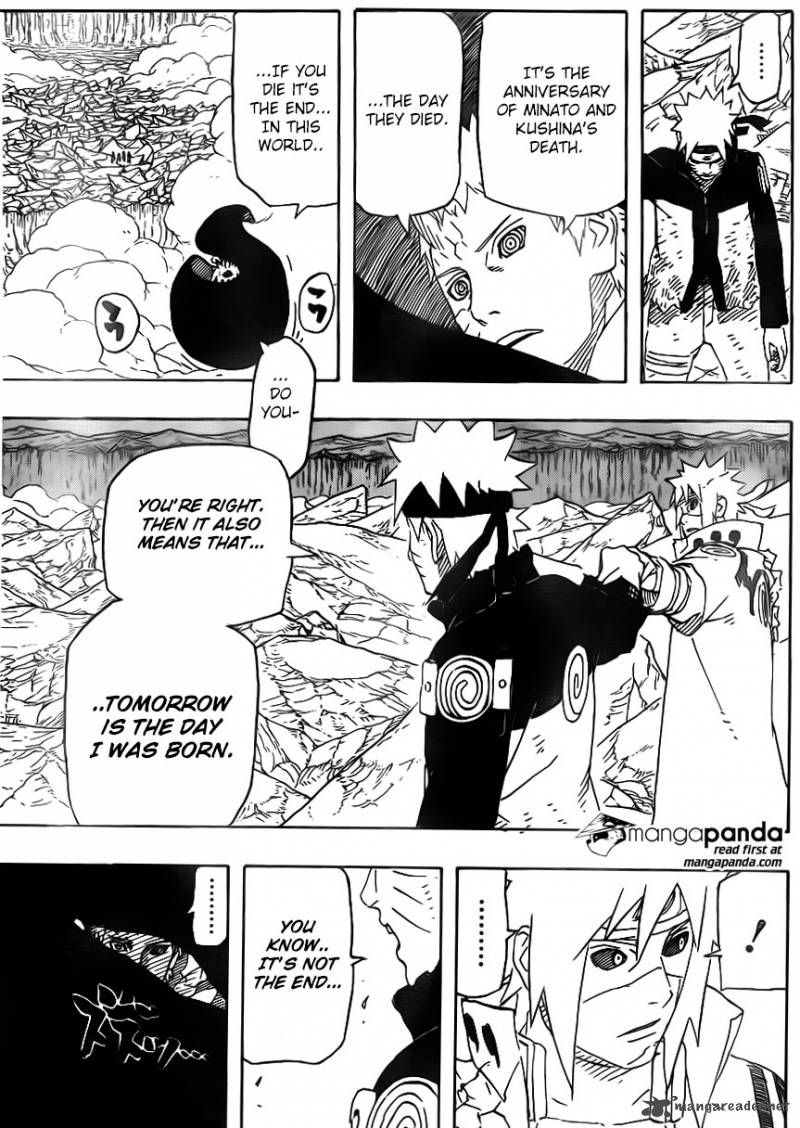 ........
IT'S THE
ANNIVERSARY
OF MINATO AND
KUSHINA'S
DEATH.
...THE DAY
THEY DIED.
...IF YOU
DIE IT'S
THE END...
IN THIS
WORLD..
...
DO
YOU-
YOU'RE RIGHT.
THEN IT ALSO
MEANS THAT...
..TOMORROW
IS THE DAY
I WAS BORN.
mangapanda
read first at
mangapanda.com
!
........
YOU
KNOW..
IT'S NOT
THE END...
........
mangareader.net